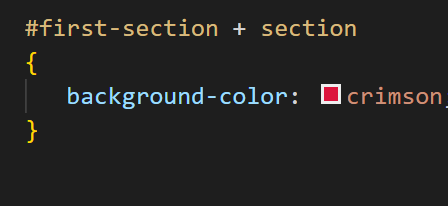 #first-section + section
{
background-color: crimson
}